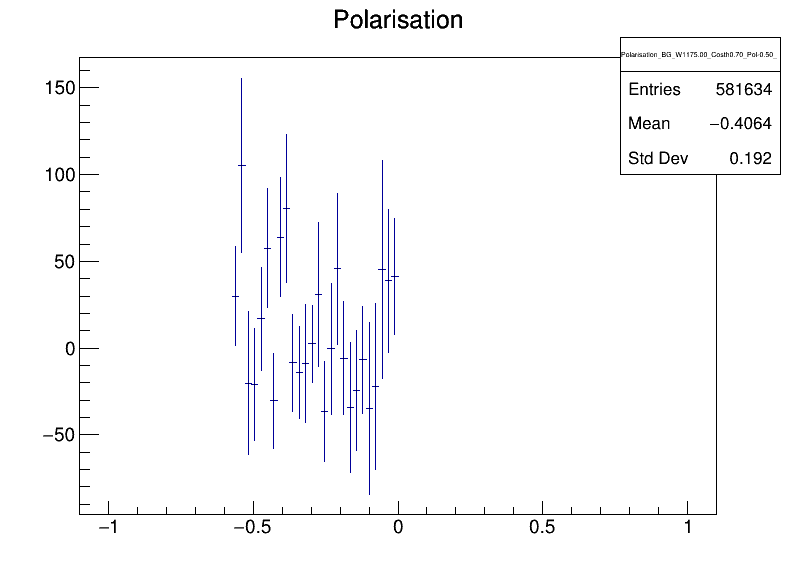 Polarisation
Polarisation_BG_W1175.00_Costh0.70_Pol-0.50_
Entries 581634
Mean −0.4064
Std Dev 0.192
150
100
50
0
−50
−1 −0.5 0 0.5 1